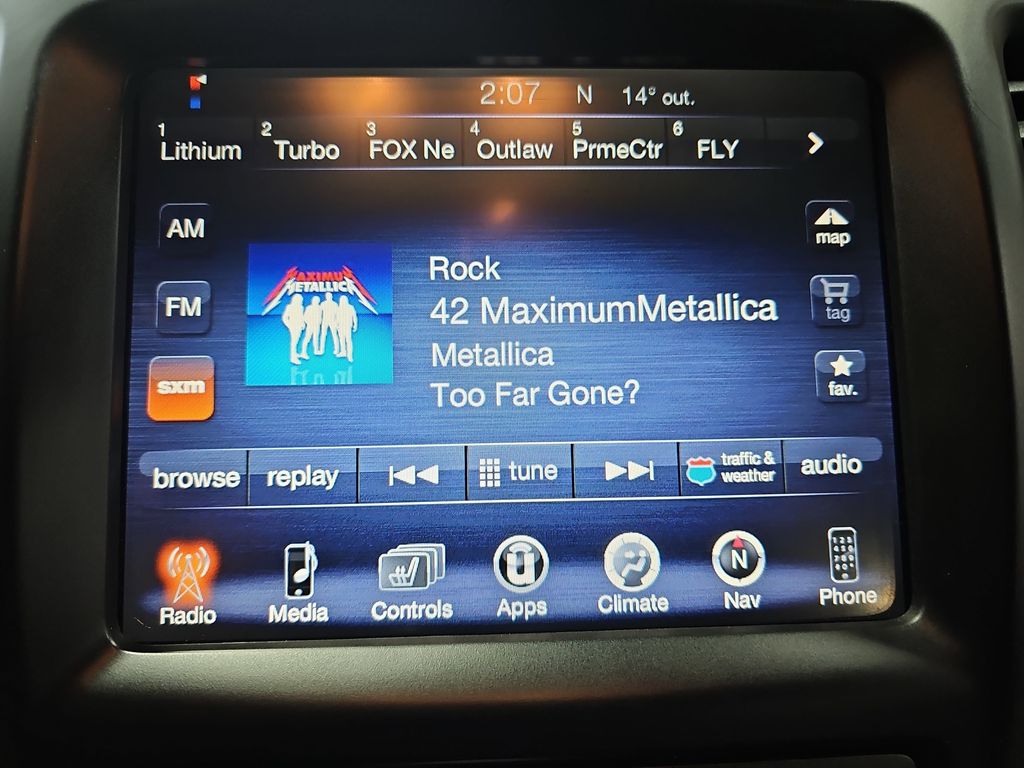 2:07 N 14° out.
1 Lithium 2 Turbo 3 FOX Ne 4 Outlaw 5 PrmeCtr 6 FLY
AM
map
MAXIMUM
METALLICA
Rock
FM
42 MaximumMetallica
tag
Metallica
sxm
Too Far Gone?
fav.
browse replay tune traffic & weather audio
N
Radio Media Controls Apps Climate Nav Phone